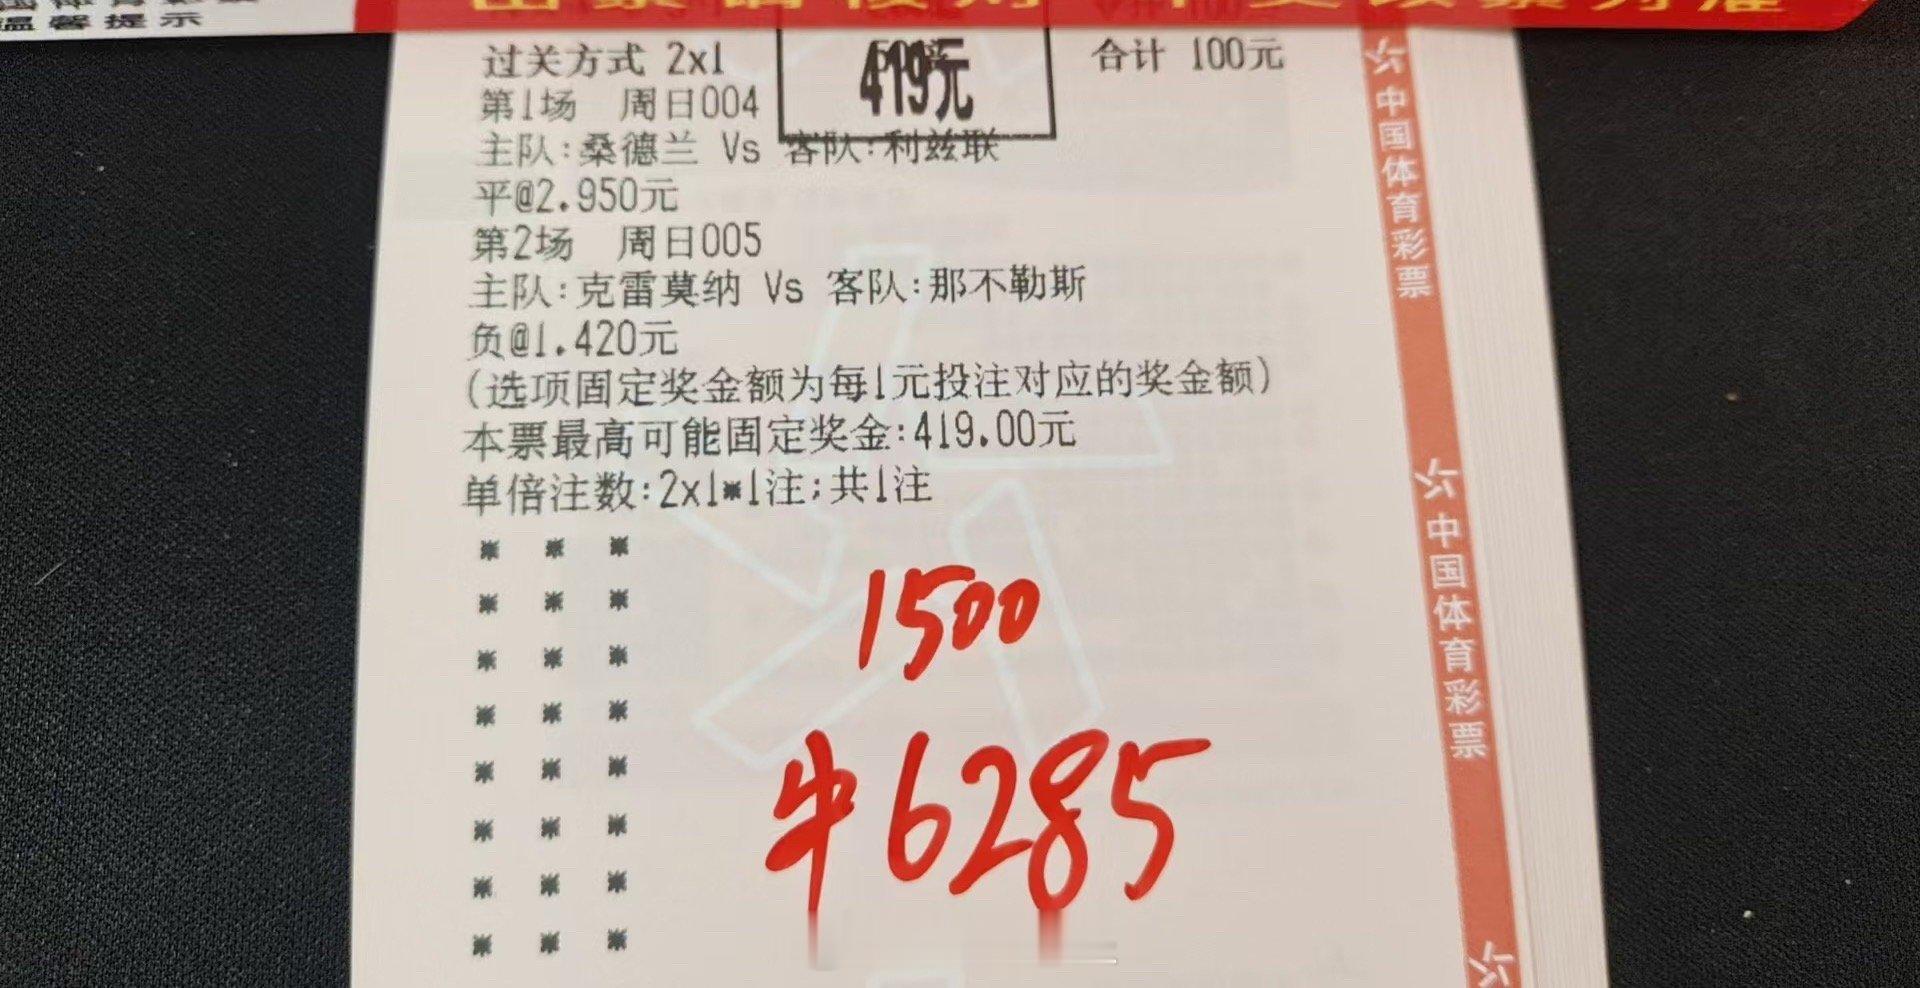 温馨提示
过关方式 2x1
419元
合计 100元
第1场 周日004
主队:桑德兰 Vs 客队:利兹联
平@2.950元
第2场 周日005
主队:克雷莫纳 Vs 客队:那不勒斯
负@1.420元
(选项固定奖金额为每1元投注对应的奖金额)
本票最高可能固定奖金:419.00元
单倍注数:2x1*1注;共1注
1500
中6285
中国体育彩票
中国体育彩票